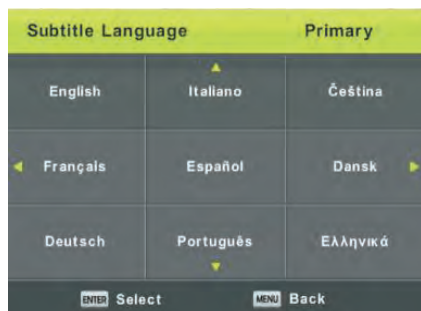 Subtitle Language Primary
English Italiano Čeština
Français Español Dansk
Deutsch Português Ελληνικά
ENTER Select MENU Back